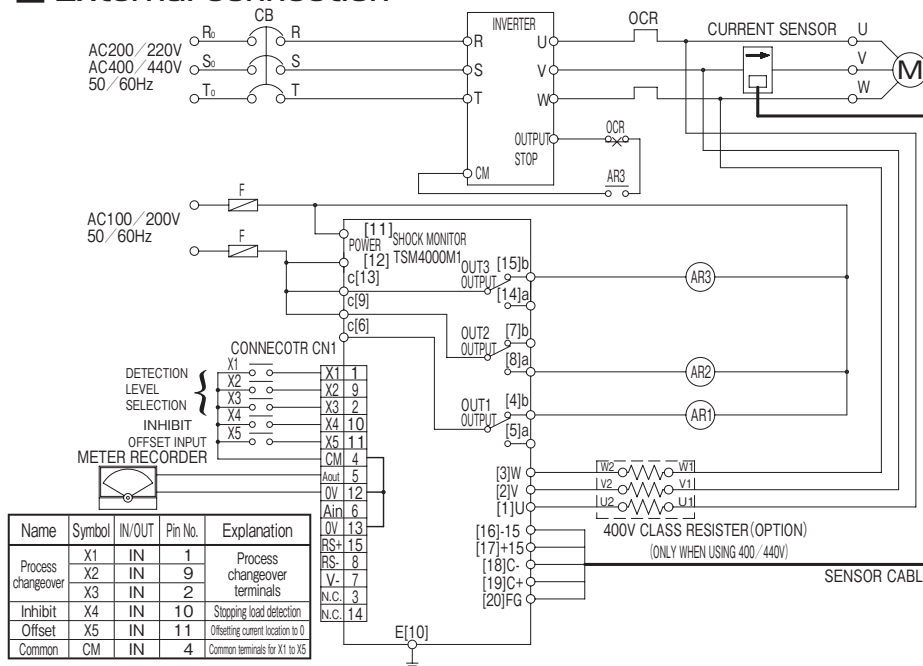 External connection
CB
INVERTER
OCR
CURRENT SENSOR
AC200/220V
AC400/440V
50/60Hz
R0 R R U U
S0 S S V V
T0 T T W W
M
OUTPUT
STOP
OCR
CM
AR3
F
AC100/200V
50/60Hz
F
[11]
POWER
[12]
SHOCK MONITOR
TSM4000M1
c[13]
c[9]
c[6]
OUT3
OUTPUT
[15]b
[14]a
AR3
OUT2
OUTPUT
[7]b
[8]a
AR2
OUT1
OUTPUT
[4]b
[5]a
AR1
CONNECOTR CN1
DETECTION
LEVEL
SELECTION
{
INHIBIT
OFFSET INPUT
METER RECORDER
X1 X1 1
X2 X2 9
X3 X3 2
X4 X4 10
X5 X5 11
CM 4
Aout 5
0V 12
Ain 6
0V 13
RS+ 15
RS- 8
V- 7
N.C. 3
N.C. 14
[3]W W2 W1
[2]V V2 V1
[1]U U2 U1
400V CLASS RESISTER(OPTION)
(ONLY WHEN USING 400/440V)
[16]-15
[17]+15
[18]C-
[19]C+
[20]FG
SENSOR CABL
E[10]
Name Symbol IN/OUT Pin No. Explanation
Process changeover X1 IN 1 Process changeover terminals
X2 IN 9
X3 IN 2
Inhibit X4 IN 10 Stopping load detection
Offset X5 IN 11 Offsetting current location to 0
Common CM IN 4 Common terminals for X1 to X5